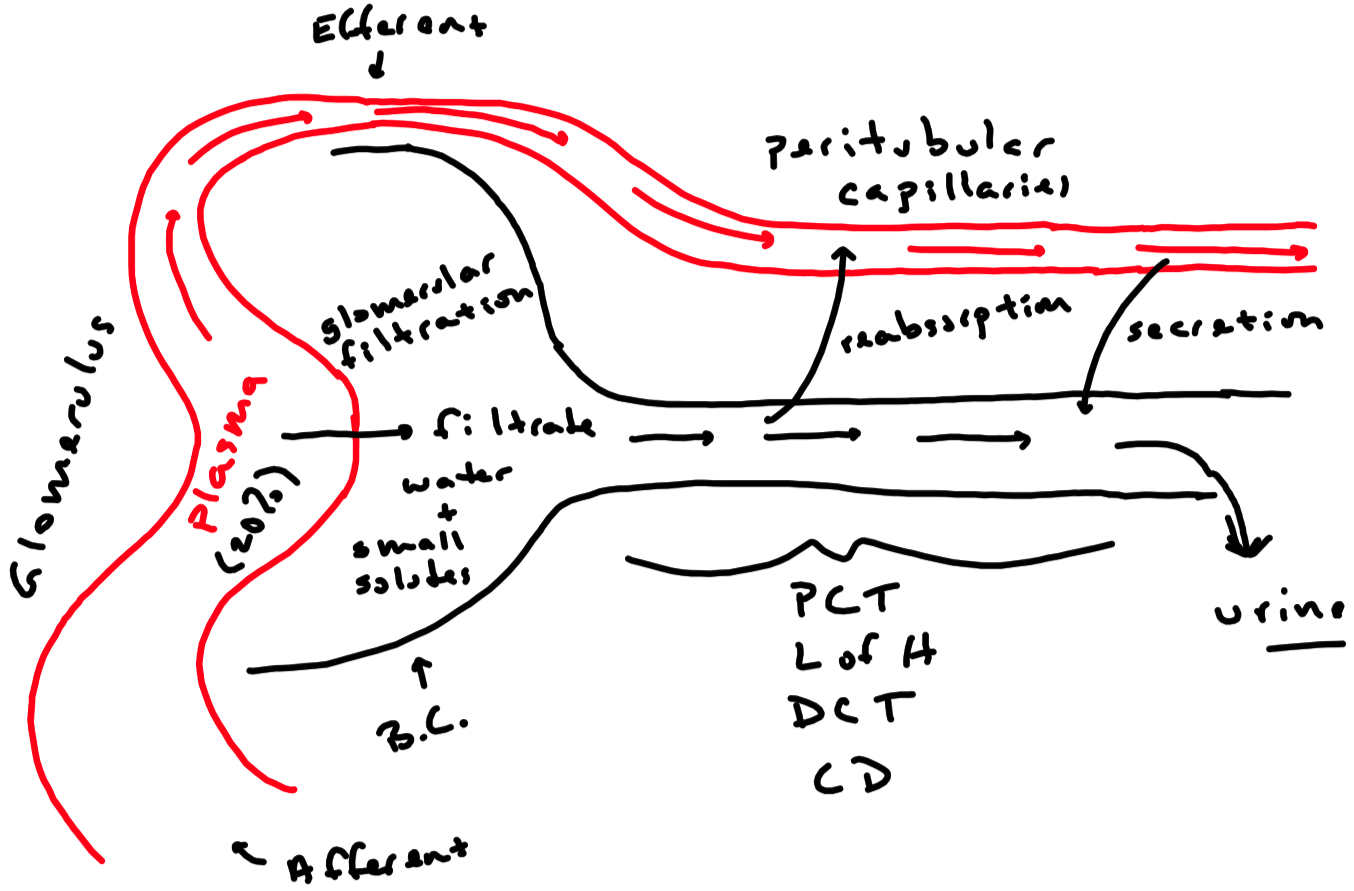 Efferent
peritubular
capillaries
glomerular
filtration
reabsorption
secretion
Glomerulus
Plasma
(20%)
filtrate
water
+
small
solutes
PCT
L of H
DCT
CD
urine
B.C.
Afferent